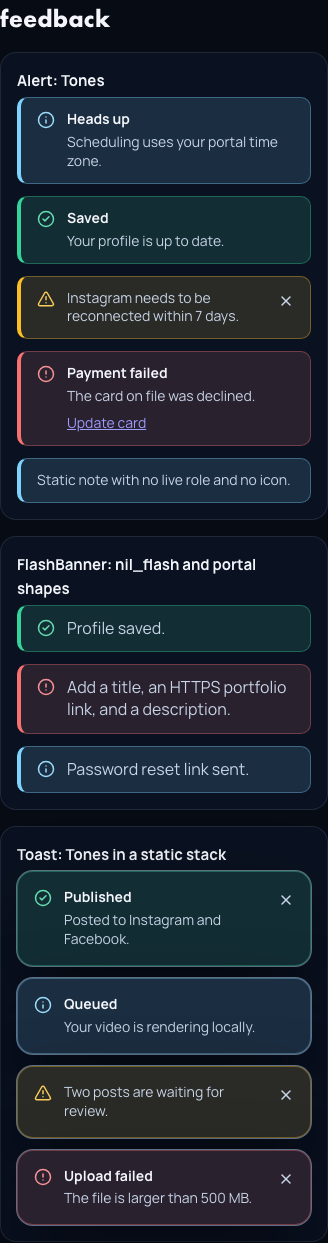 feedback
Alert: Tones
Heads up
Scheduling uses your portal time
zone.
Saved
Your profile is up to date.
Instagram needs to be
reconnected within 7 days.
Payment failed
The card on file was declined.
Update card
Static note with no live role and no icon.
FlashBanner: nil_flash and portal
shapes
Profile saved.
Add a title, an HTTPS portfolio
link, and a description.
Password reset link sent.
Toast: Tones in a static stack
Published
Posted to Instagram and
Facebook.
Queued
Your video is rendering locally.
Two posts are waiting for
review.
Upload failed
The file is larger than 500 MB.